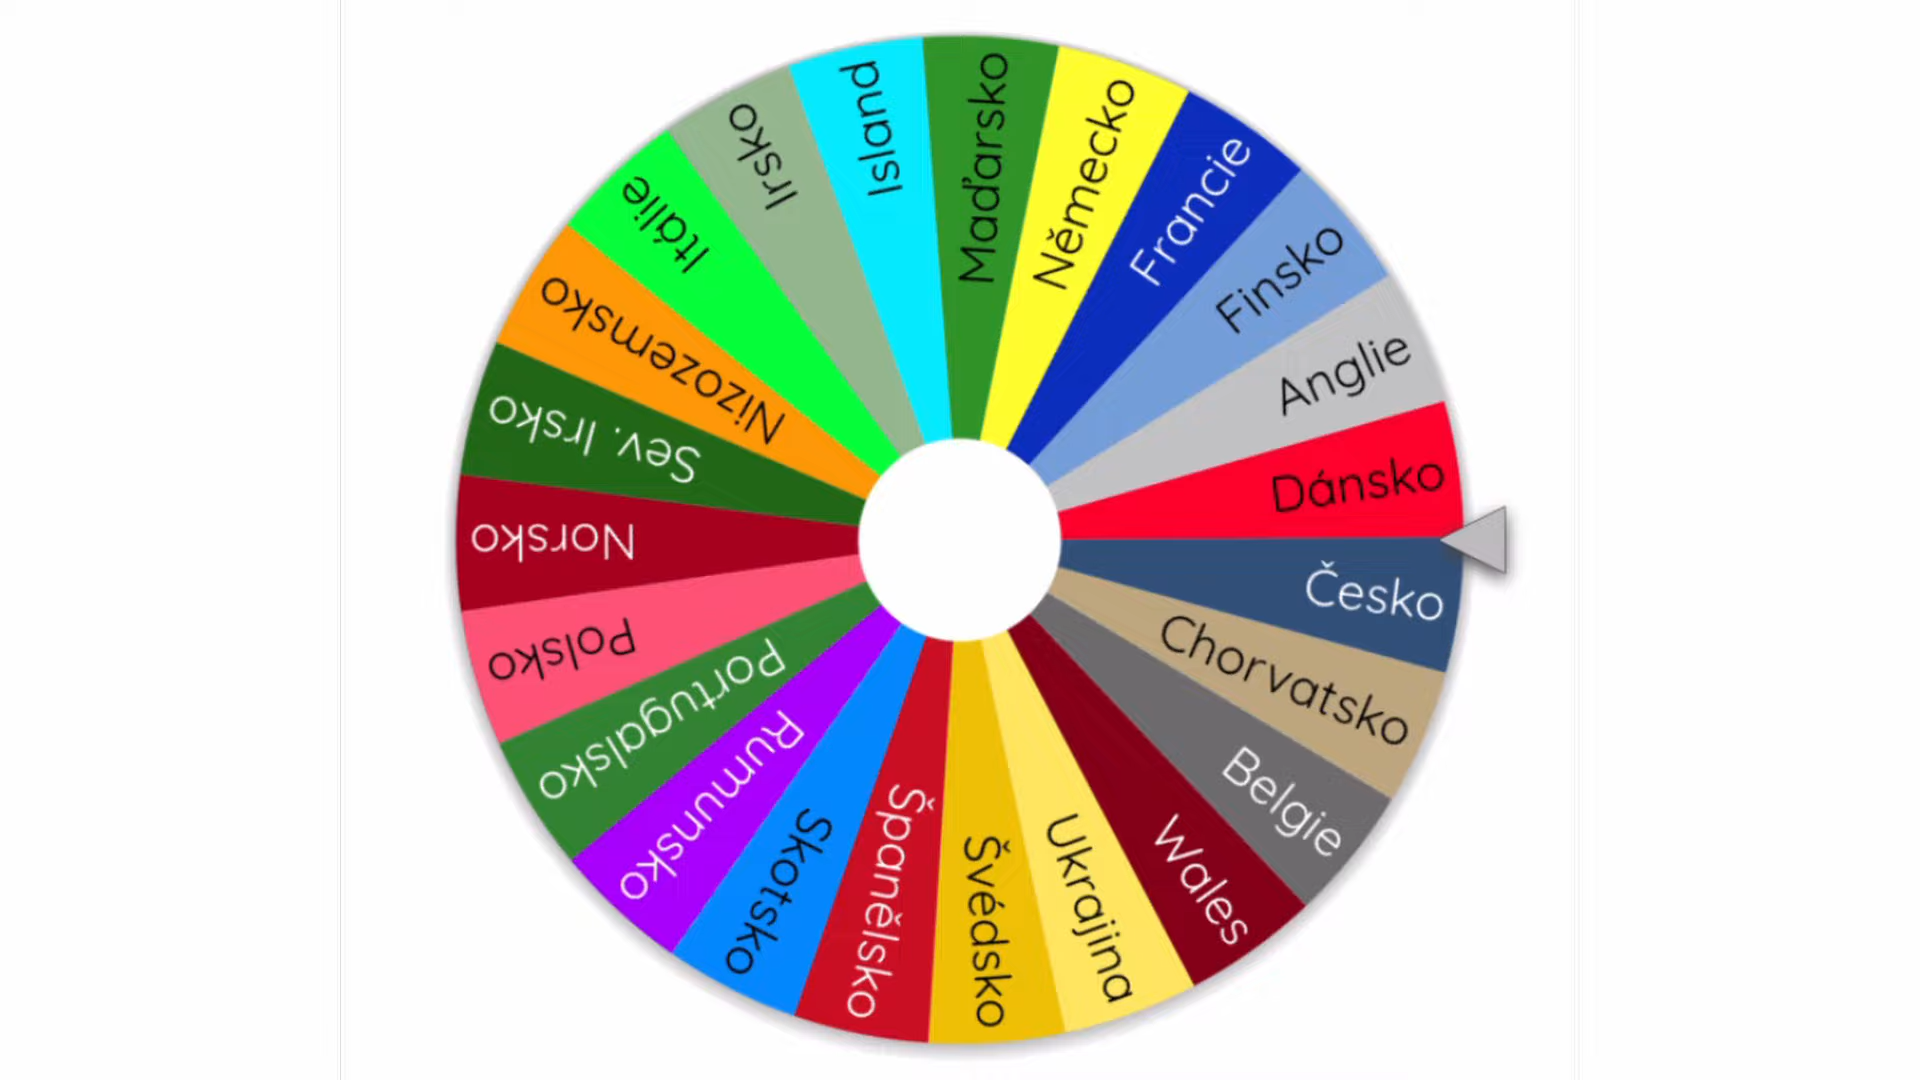 Maďarsko
Německo
Francie
Finsko
Anglie
Dánsko
Česko
Chorvatsko
Belgie
Wales
Ukrajina
Švédsko
Španělsko
Skotsko
Rumunsko
Portugalsko
Polsko
Norsko
Sev. Irsko
Nizozemsko
Itálie
Irsko
Island